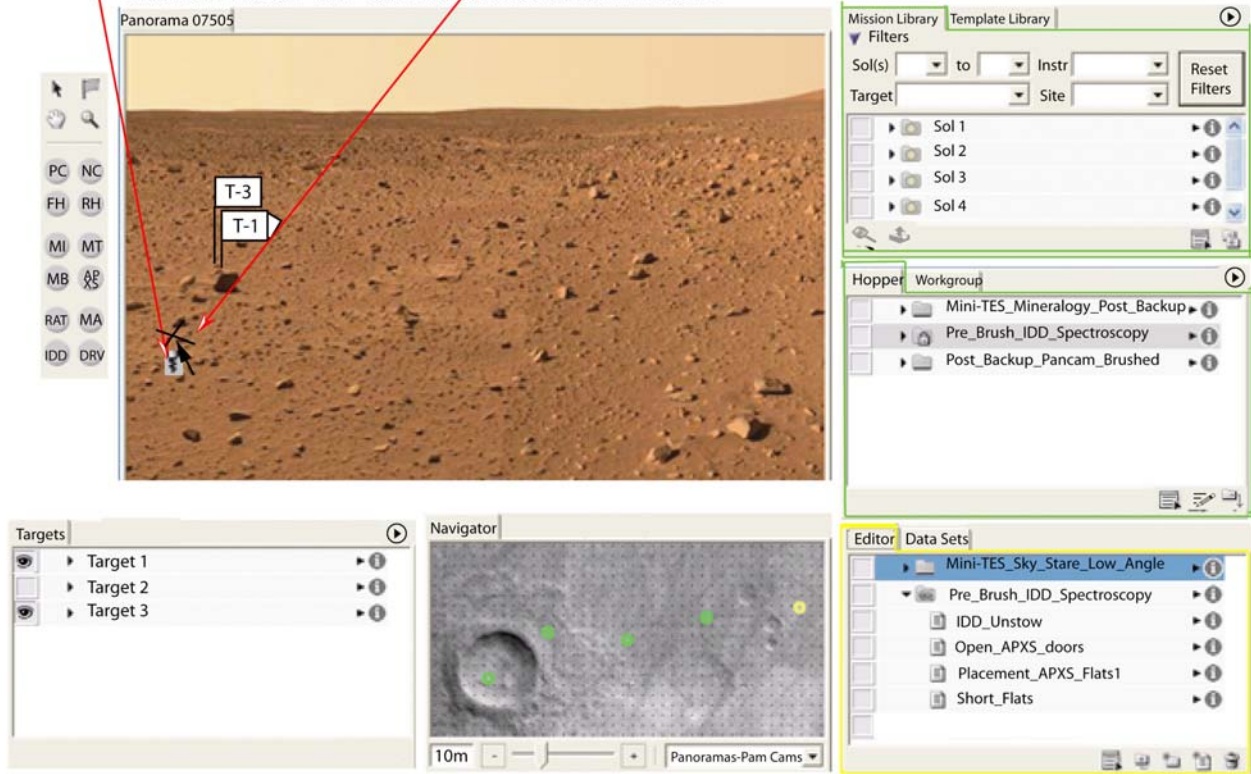 Panorama 07505
PC NC
FH RH
MI MT
MB APXS
RAT MA
IDD DRV
T-3
T-1
Mission Library Template Library
Filters
Sol(s) to Instr
Reset Filters
Target Site
Sol 1
Sol 2
Sol 3
Sol 4
Hopper Workgroup
Mini-TES_Mineralogy_Post_Backup
Pre_Brush_IDD_Spectroscopy
Post_Backup_Pancam_Brushed
Targets
Target 1
Target 2
Target 3
Navigator
10m - + Panoramas-Pam Cams
Editor Data Sets
Mini-TES_Sky_Stare_Low_Angle
Pre_Brush_IDD_Spectroscopy
IDD_Unstow
Open_APXS_doors
Placement_APXS_Flats1
Short_Flats